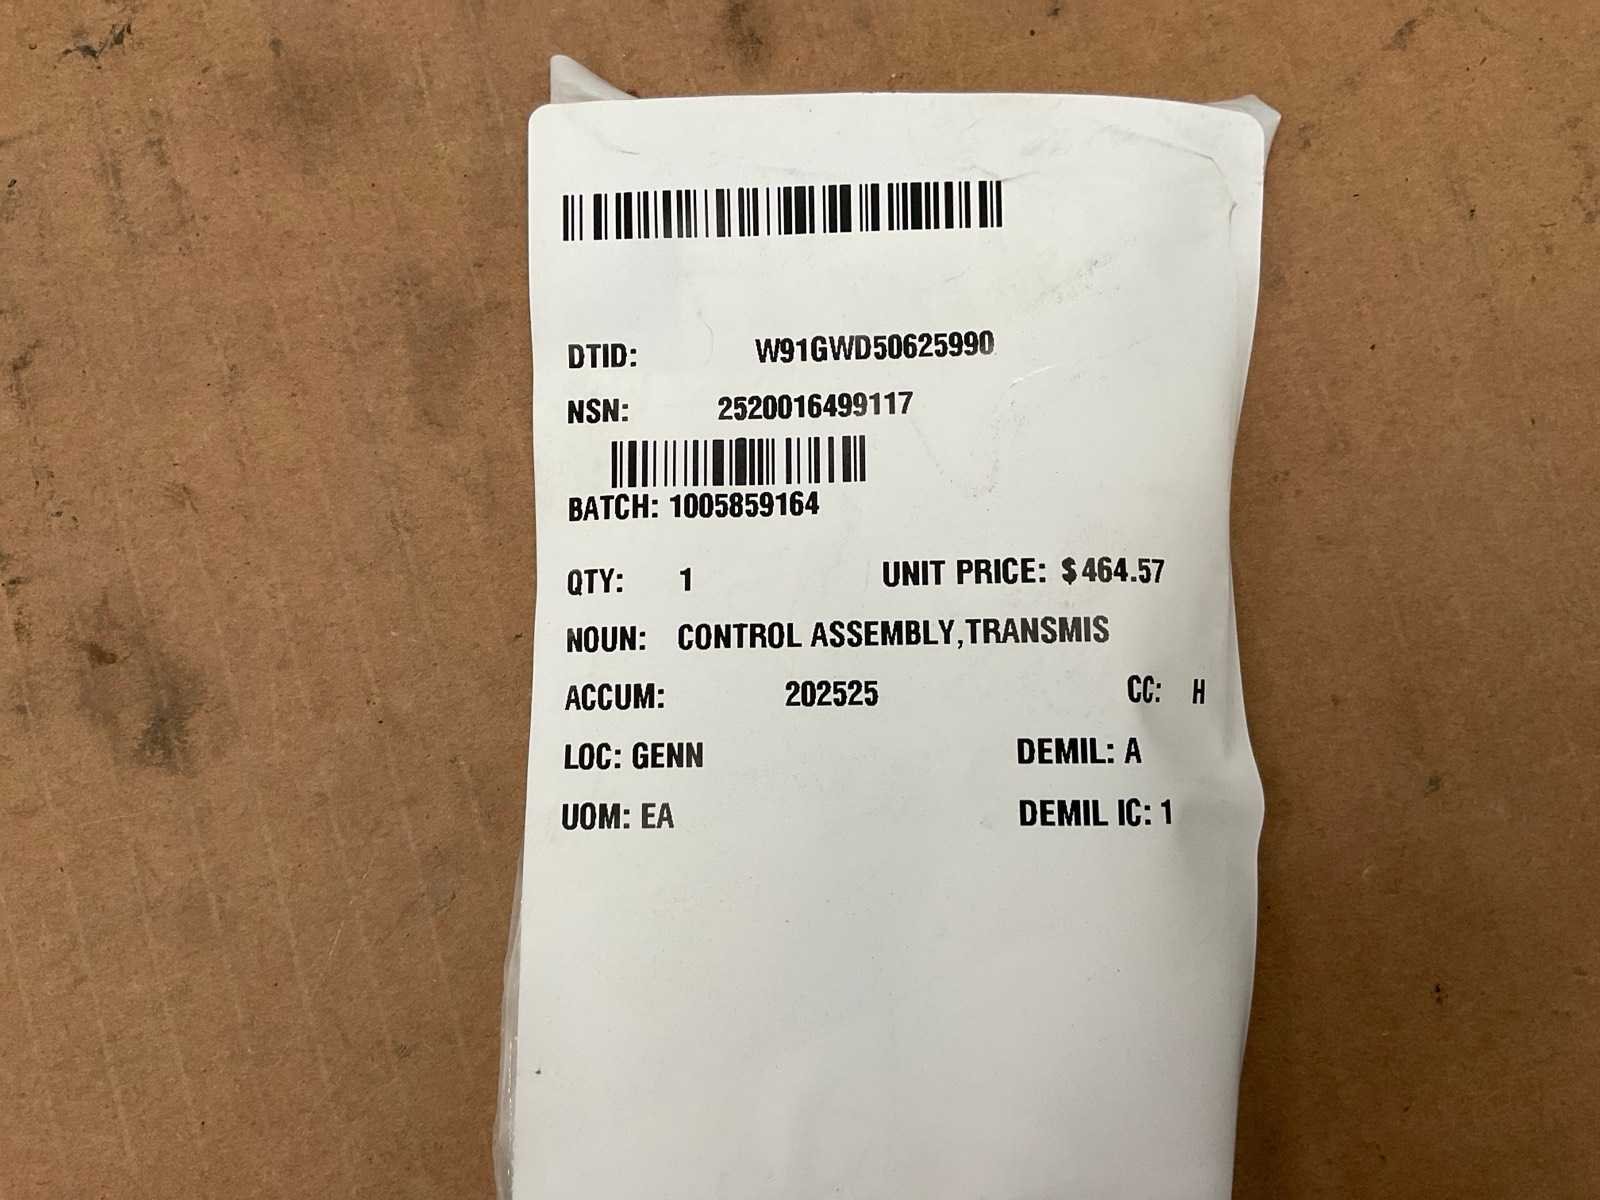 DTID: W91GWD50625990
NSN: 2520016499117
BATCH: 1005859164
QTY: 1 UNIT PRICE: $464.57
NOUN: CONTROL ASSEMBLY,TRANSMIS
ACCUM: 202525 CC: H
LOC: GENN DEMIL: A
UOM: EA DEMIL IC: 1